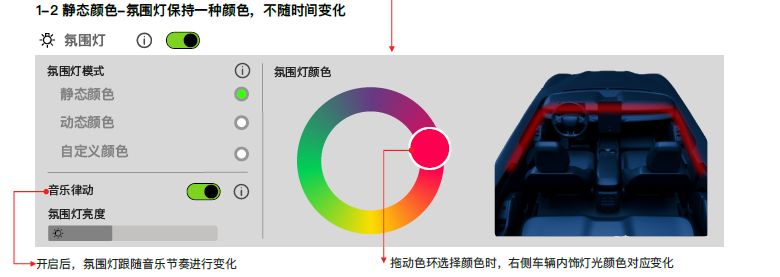 1-2 静态颜色-氛围灯保持一种颜色，不随时间变化
氛围灯
氛围灯模式
静态颜色
动态颜色
自定义颜色
音乐律动
氛围灯亮度
氛围灯颜色
开启后，氛围灯跟随音乐节奏进行变化
拖动色环选择颜色时，右侧车辆内饰灯光颜色对应变化